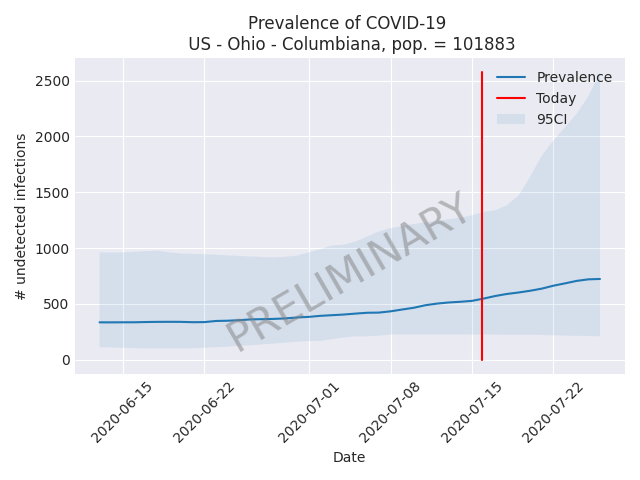 Prevalence of COVID-19
US - Ohio - Columbiana, pop. = 101883
Prevalence
Today
95CI
PRELIMINARY
# undetected infections
2500
2000
1500
1000
500
0
2020-06-15
2020-06-22
2020-07-01
2020-07-08
2020-07-15
2020-07-22
Date